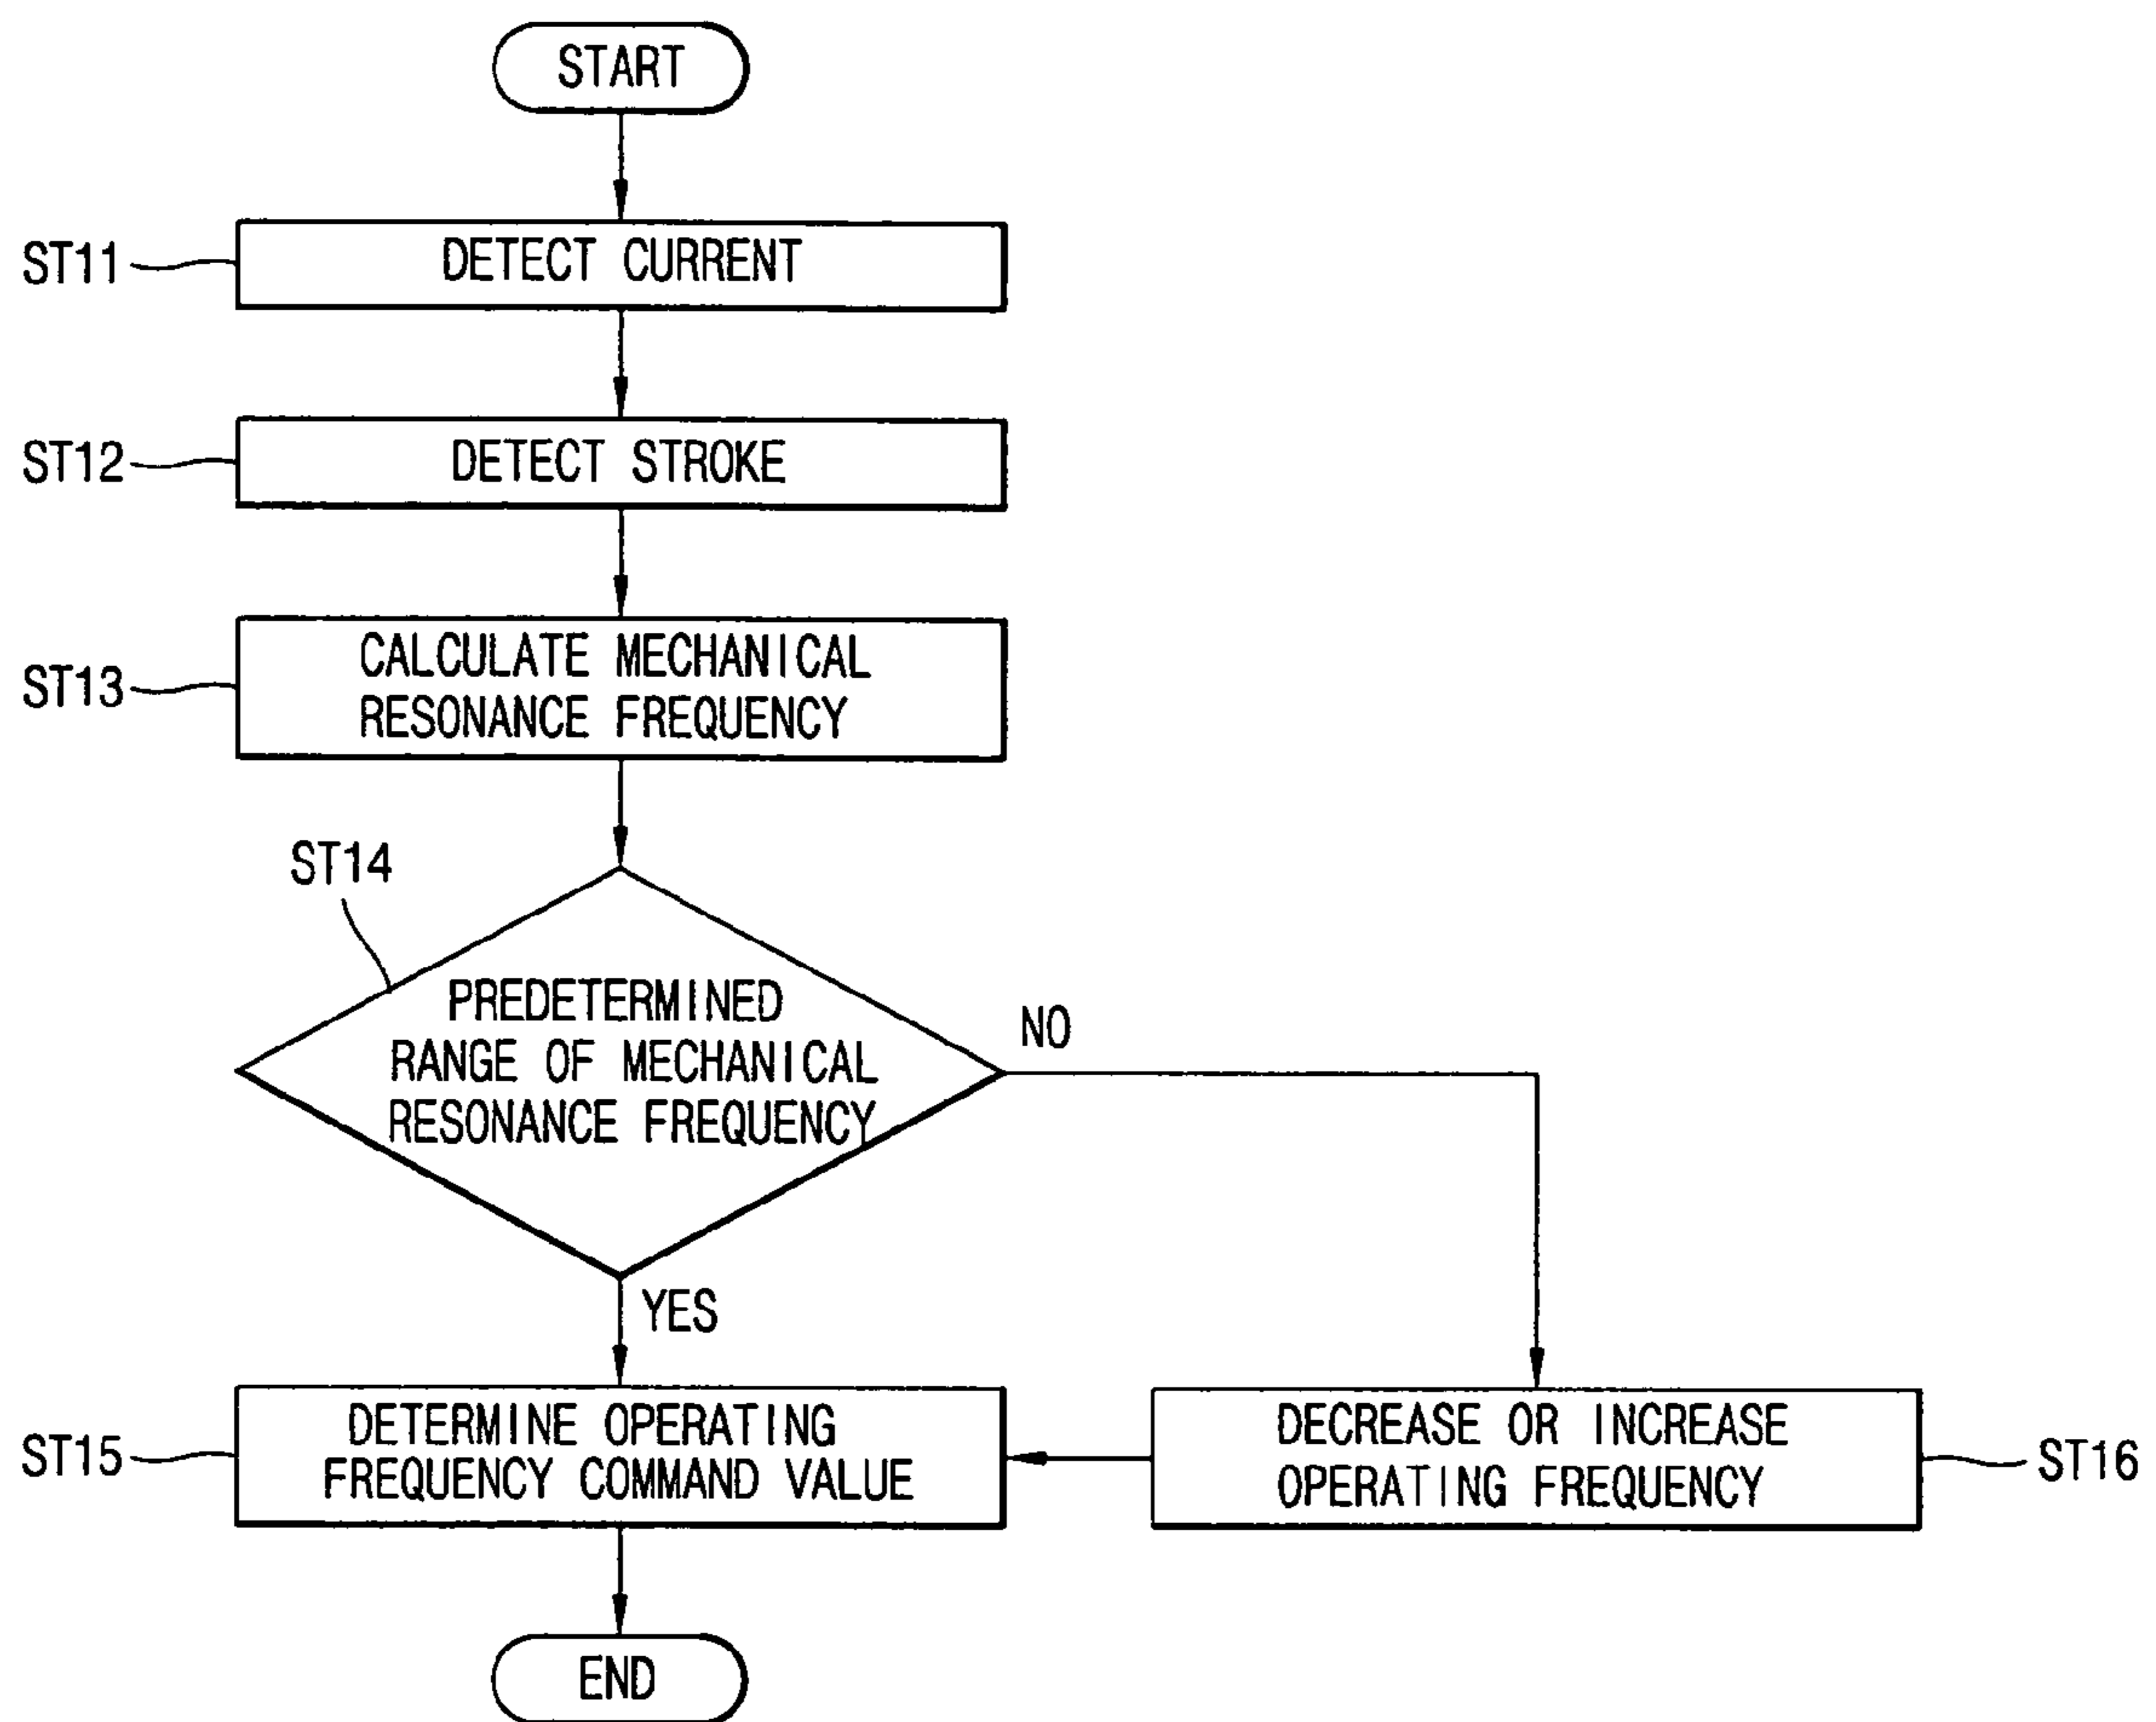 START
ST11
DETECT CURRENT
ST12
DETECT STROKE
ST13
CALCULATE MECHANICAL
RESONANCE FREQUENCY
ST14
PREDETERMINED
RANGE OF MECHANICAL
RESONANCE FREQUENCY
NO
YES
ST15
DETERMINE OPERATING
FREQUENCY COMMAND VALUE
DECREASE OR INCREASE
OPERATING FREQUENCY
ST16
END